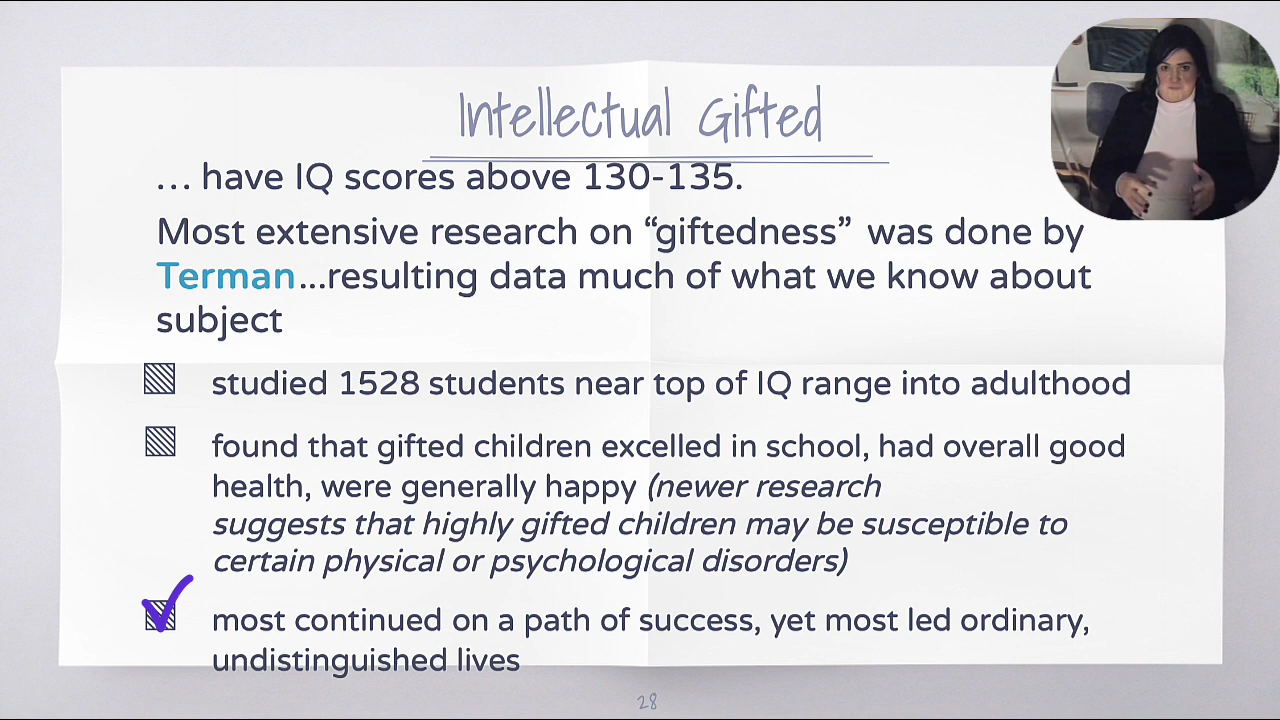 Intellectual Gifted
... have IQ scores above 130-135.
Most extensive research on “giftedness” was done by
Terman...resulting data much of what we know about
subject
studied 1528 students near top of IQ range into adulthood
found that gifted children excelled in school, had overall good
health, were generally happy (newer research
suggests that highly gifted children may be susceptible to
certain physical or psychological disorders)
most continued on a path of success, yet most led ordinary,
undistinguished lives
28